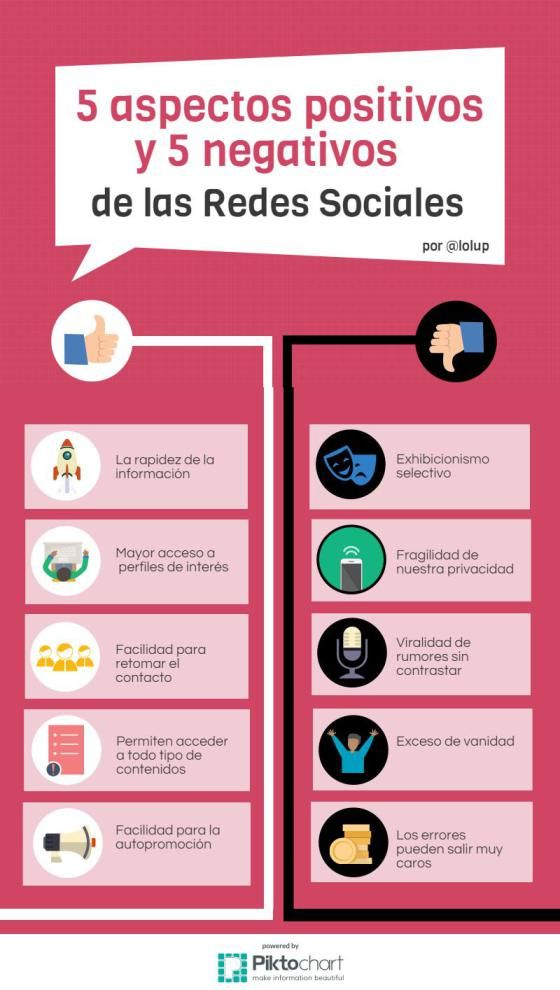 5 aspectos positivos
y 5 negativos
de las Redes Sociales
por @lolup
La rapidez de la
información
Mayor acceso a
perfiles de interés
Facilidad para
retomar el
contacto
Permiten acceder
a todo tipo de
contenidos
Facilidad para la
autopromoción
Exhibicionismo
selectivo
Fragilidad de
nuestra privacidad
Viralidad de
rumores sin
contrastar
Exceso de vanidad
Los errores
pueden salir muy
caros
powered by
Piktochart
make information beautiful